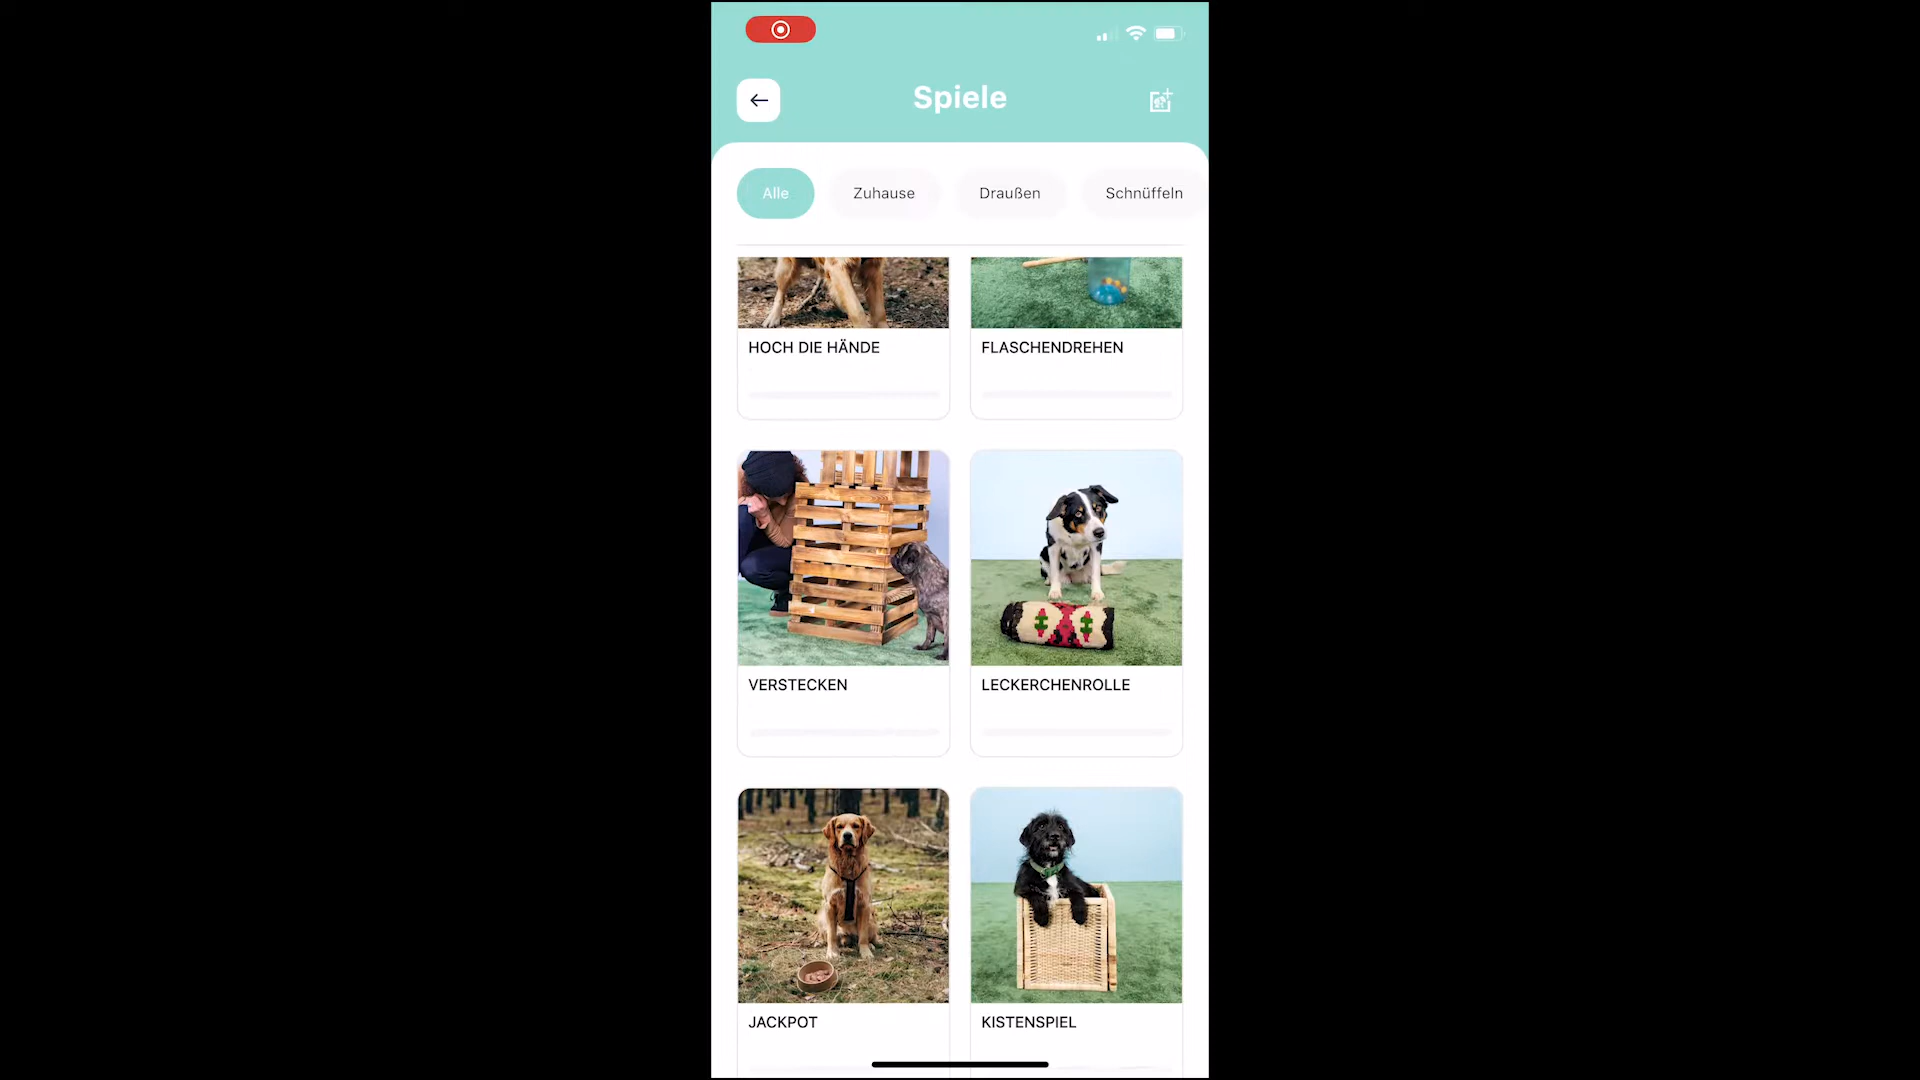 Spiele
Alle
Zuhause
Draußen
Schnüffeln
HOCH DIE HÄNDE
FLASCHENDREHEN
VERSTECKEN
LECKERCHENROLLE
JACKPOT
KISTENSPIEL